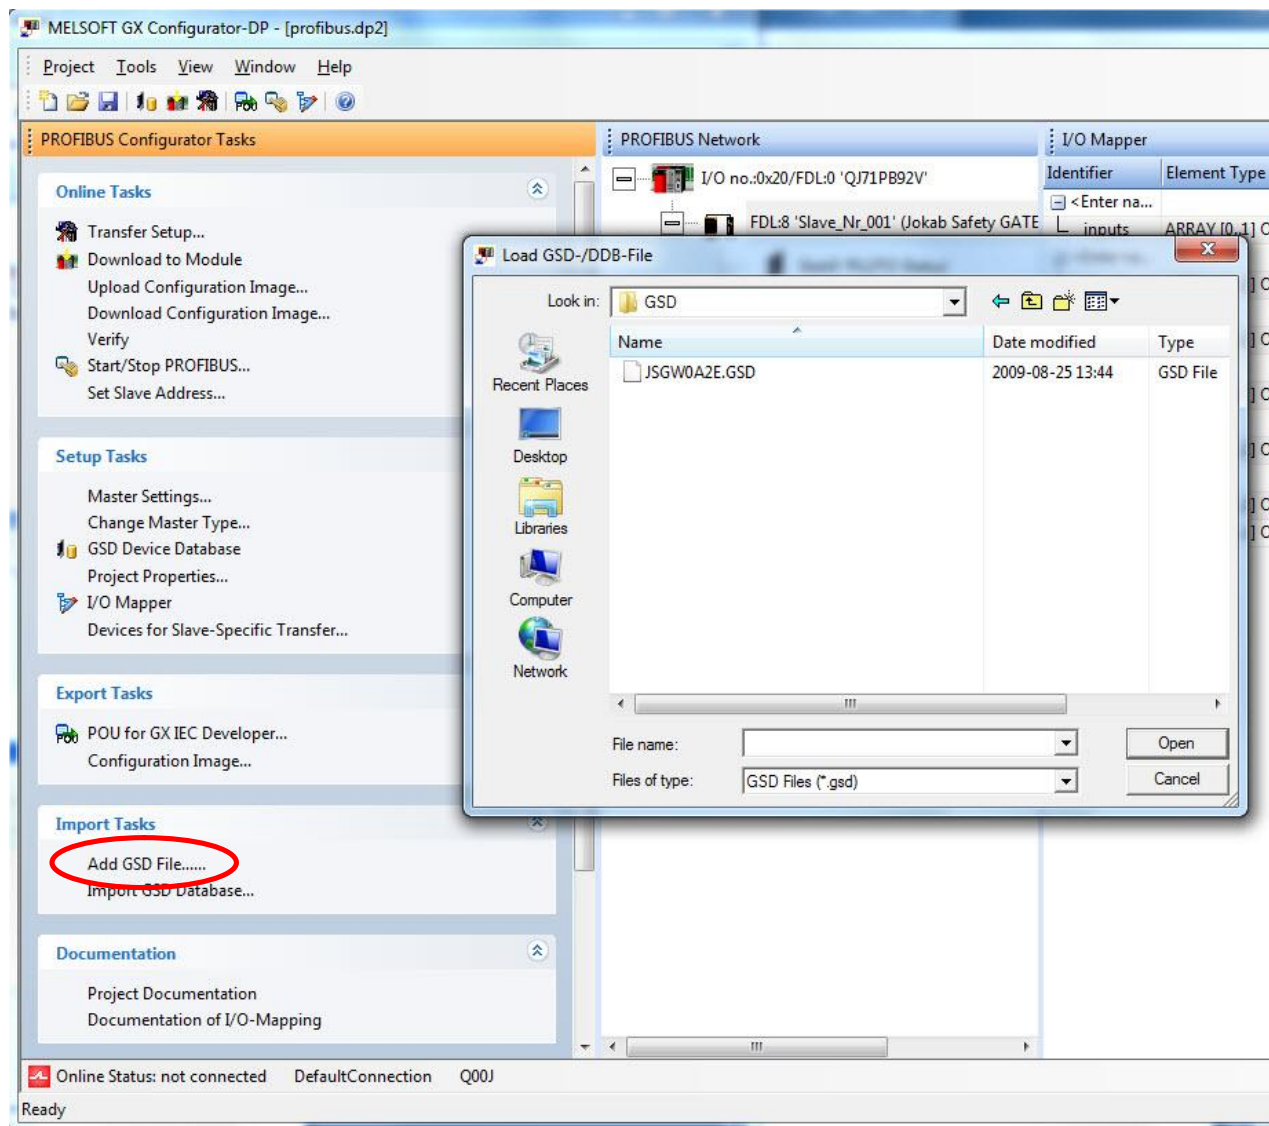 MELSOFT GX Configurator-DP - [profibus.dp2]
Project Tools View Window Help
PROFIBUS Configurator Tasks
Online Tasks
Transfer Setup...
Download to Module
Upload Configuration Image...
Download Configuration Image...
Verify
Start/Stop PROFIBUS...
Set Slave Address...
Setup Tasks
Master Settings...
Change Master Type...
GSD Device Database
Project Properties...
I/O Mapper
Devices for Slave-Specific Transfer...
Export Tasks
POU for GX IEC Developer...
Configuration Image...
Import Tasks
Add GSD File......
Import GSD Database...
Documentation
Project Documentation
Documentation of I/O-Mapping
PROFIBUS Network
I/O no.:0x20/FDL:0 'QJ71PB92V'
FDL:8 'Slave_Nr_001' (Jokab Safety GATE
I/O Mapper
Identifier Element Type
<Enter na...
inputs ARRAY [0..1] O
Load GSD-/DDB-File
Look in: GSD
Recent Places
Desktop
Libraries
Computer
Network
Name Date modified Type
JSGW0A2E.GSD 2009-08-25 13:44 GSD File
File name: Open
Files of type: GSD Files (*.gsd) Cancel
] O
] O
] O
] O
] O
] O
Online Status: not connected DefaultConnection Q00J
Ready